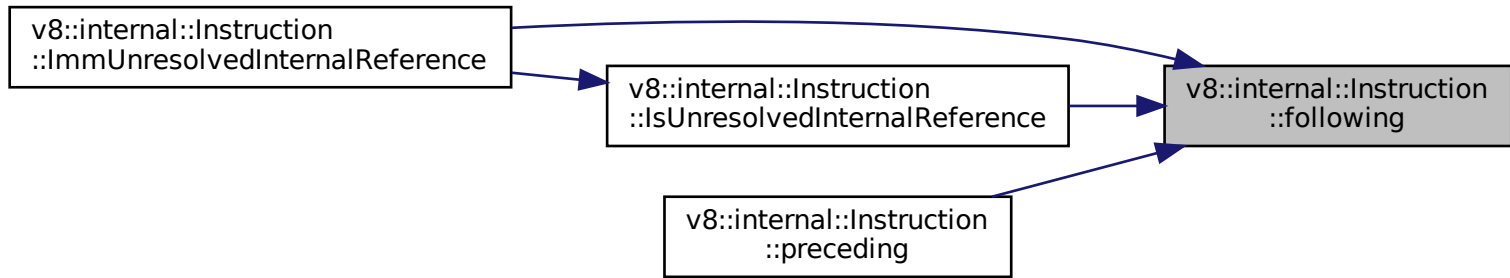 v8::internal::Instruction
::ImmUnresolvedInternalReference
v8::internal::Instruction
::IsUnresolvedInternalReference
v8::internal::Instruction
::following
v8::internal::Instruction
::preceding